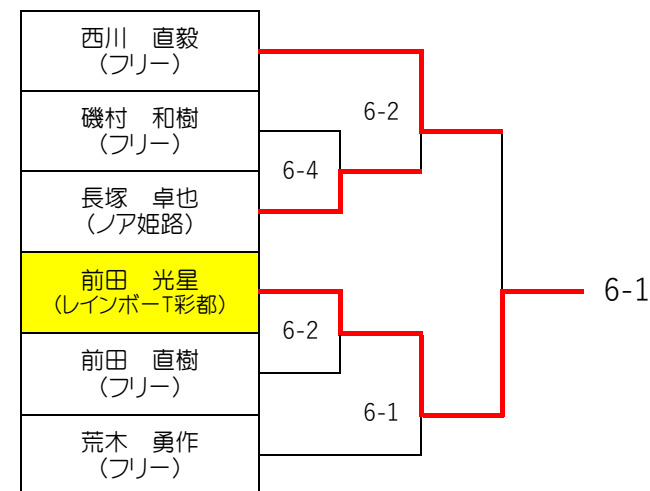 西川　直毅
(フリー)
磯村　和樹
(フリー)
長塚　卓也
(ノア姫路)
前田　光星
(レインボーT彩都)
前田　直樹
(フリー)
荒木　勇作
(フリー)
6-2
6-4
6-2
6-1
6-1